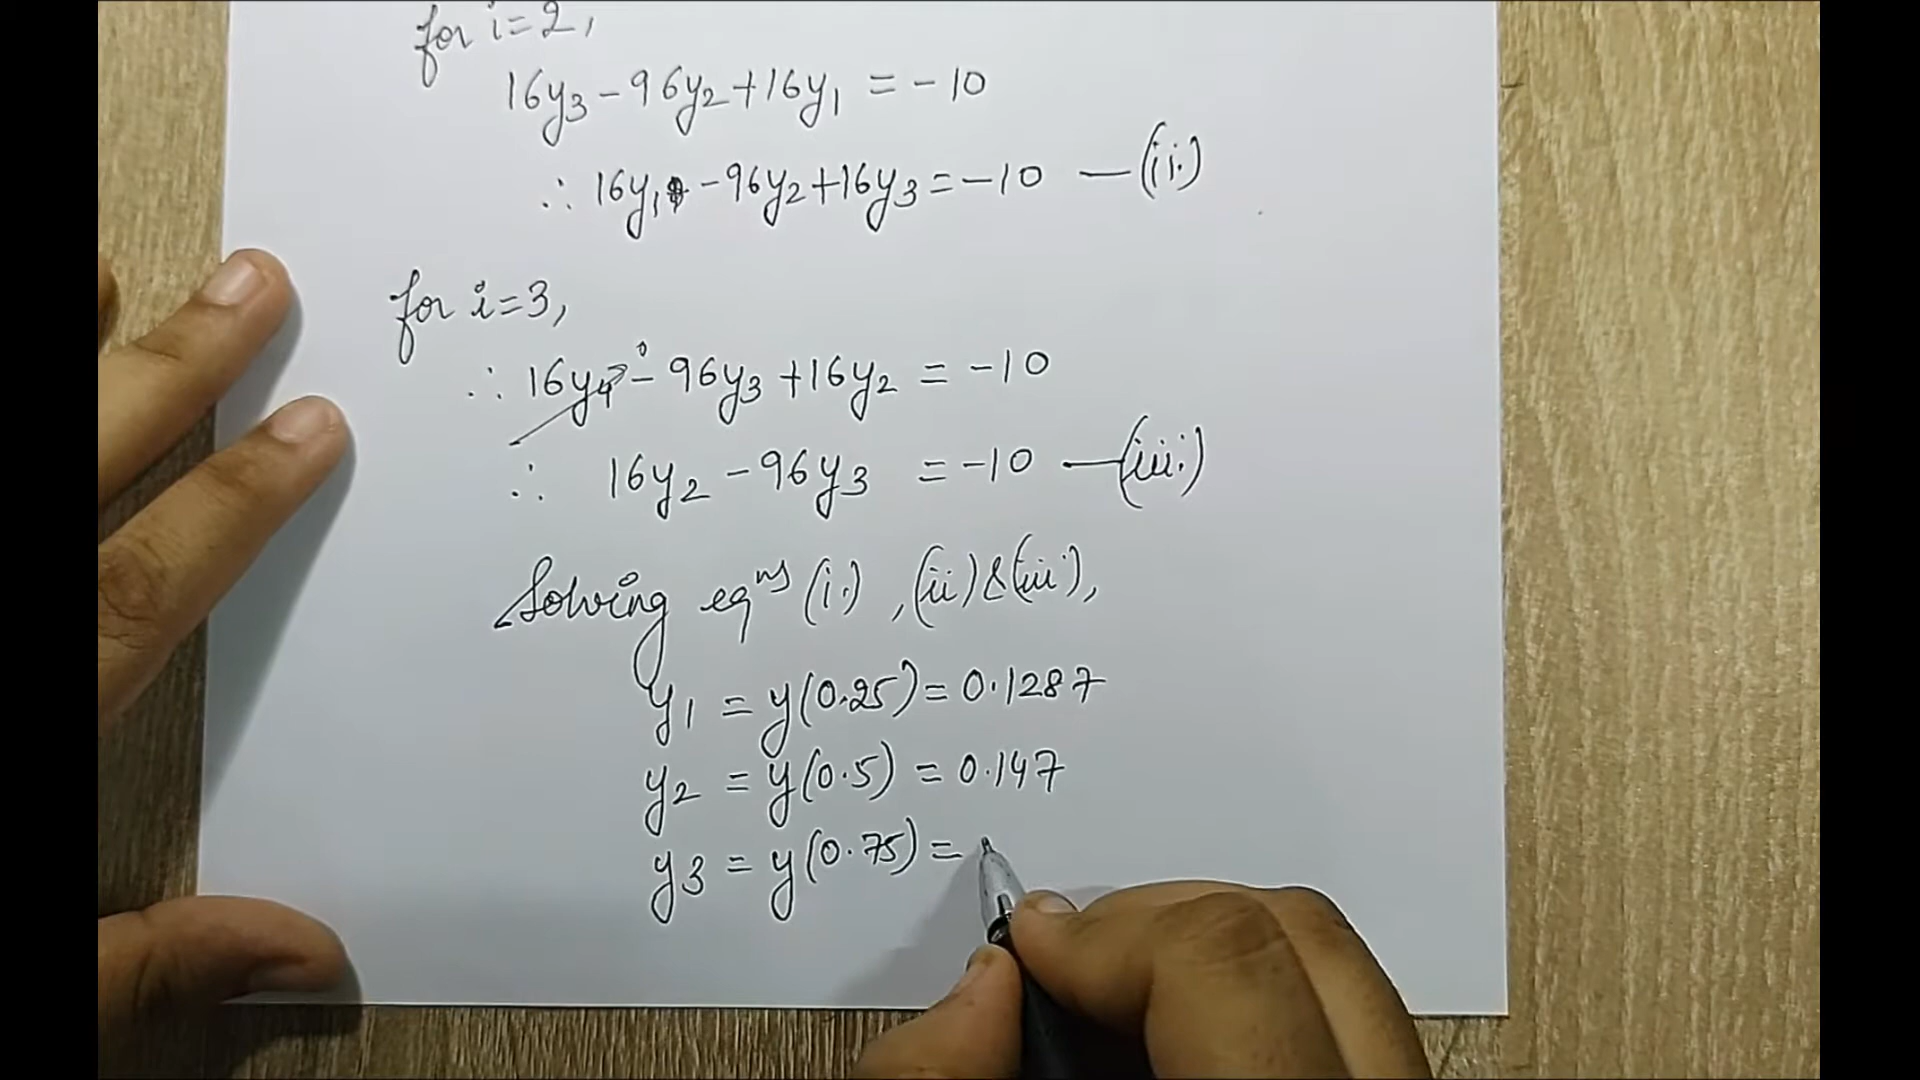 for i=2,
16y₃ - 96y₂ + 16y₁ = -10
∴ 16y₁ - 96y₂ + 16y₃ = -10 — (ii.)
for i=3,
∴ 16y₄ ↗⁰ - 96y₃ + 16y₂ = -10
∴ 16y₂ - 96y₃ = -10 — (iii.)
Solving eqⁿˢ (i.) , (ii) & (iii),
y₁ = y(0.25) = 0.1287
y₂ = y(0.5) = 0.147
y₃ = y(0.75) =